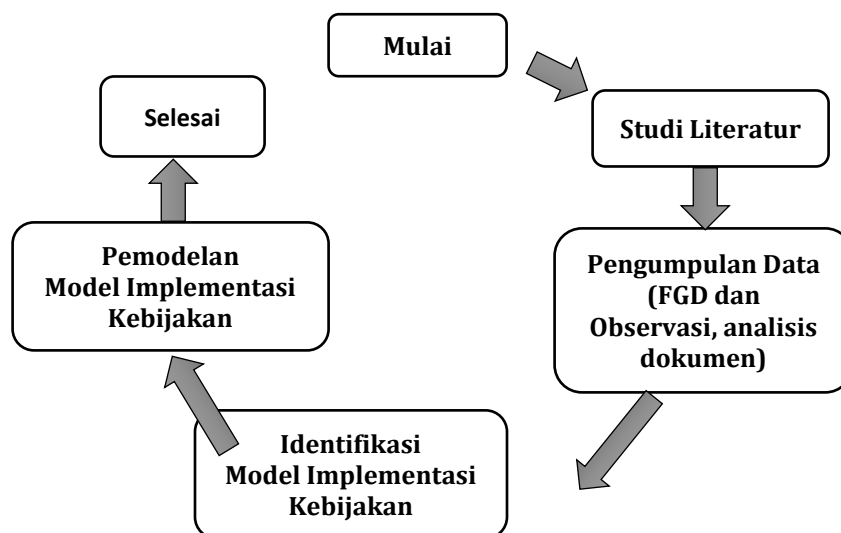 Mulai
Studi Literatur
Pengumpulan Data
(FGD dan
Observasi, analisis
dokumen)
Identifikasi
Model Implementasi
Kebijakan
Pemodelan
Model Implementasi
Kebijakan
Selesai